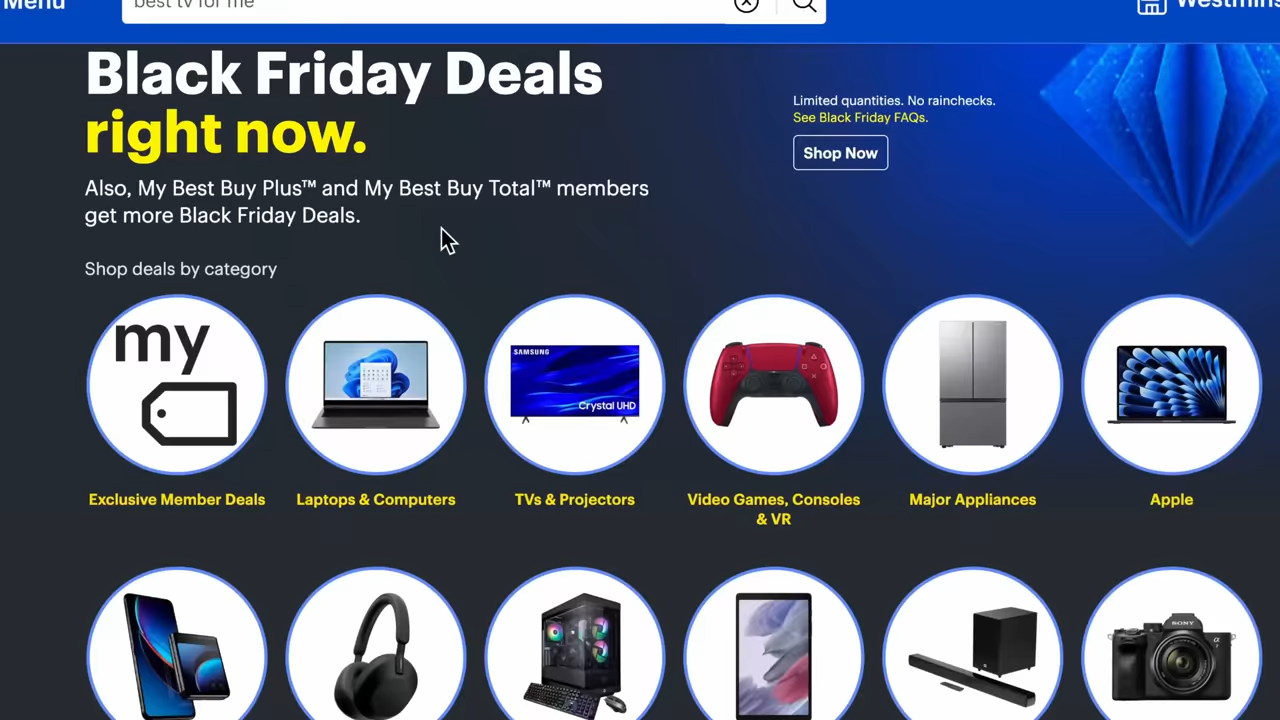 Menu
best tv for me
Westmins
Black Friday Deals
right now.
Also, My Best Buy Plus™ and My Best Buy Total™ members
get more Black Friday Deals.
Limited quantities. No rainchecks.
See Black Friday FAQs.
Shop Now
Shop deals by category
my
SAMSUNG
Crystal UHD
SONY
α
Exclusive Member Deals
Laptops & Computers
TVs & Projectors
Video Games, Consoles
& VR
Major Appliances
Apple